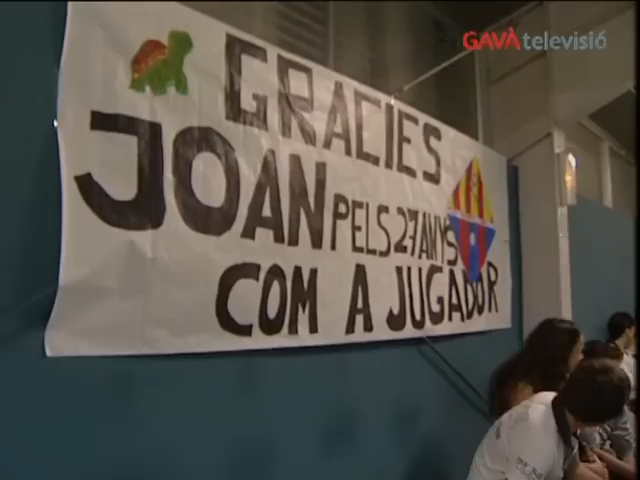 GAVÀtelevisió
GRACIES
JOAN PELS 27 ANYS
COM A JUGADOR